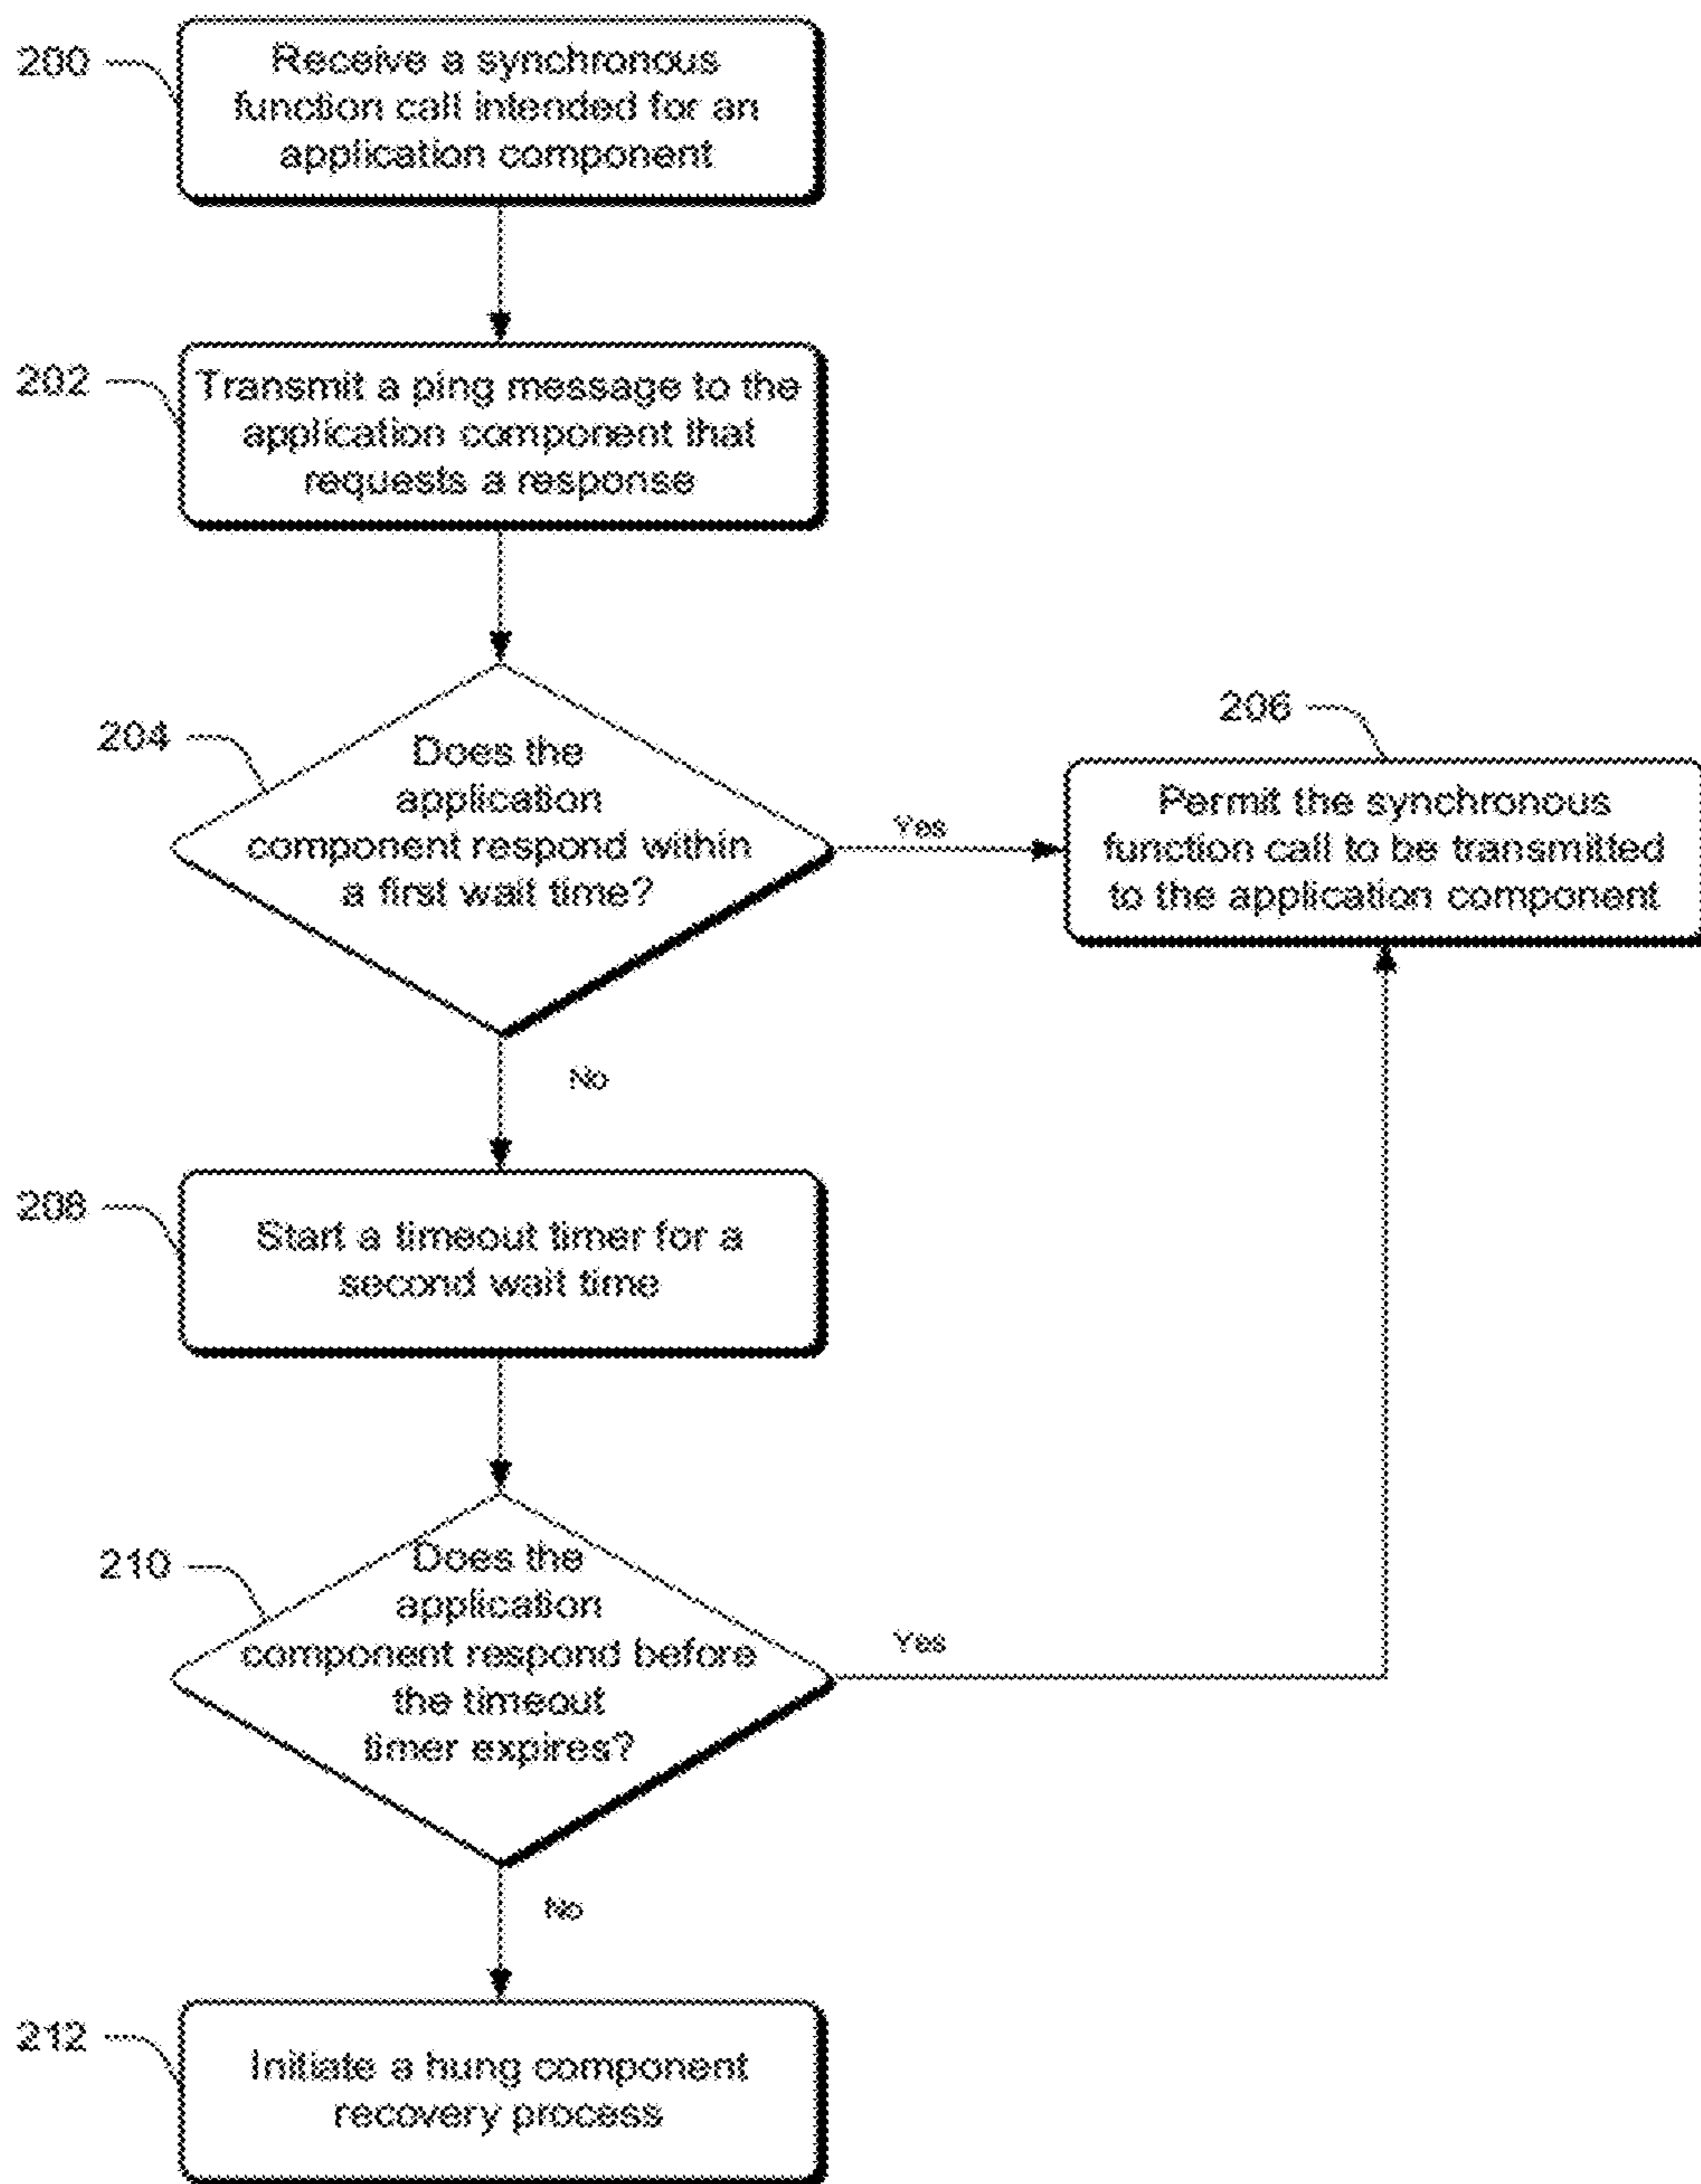 200
Receive a synchronous
function call intended for an
application component
202
Transmit a ping message to the
application component that
requests a response
204
Does the
application
component respond within
a first wait time?
Yes
206
Permit the synchronous
function call to be transmitted
to the application component
No
208
Start a timeout timer for a
second wait time
210
Does the
application
component respond before
the timeout
timer expires?
Yes
No
212
Initiate a hung component
recovery process